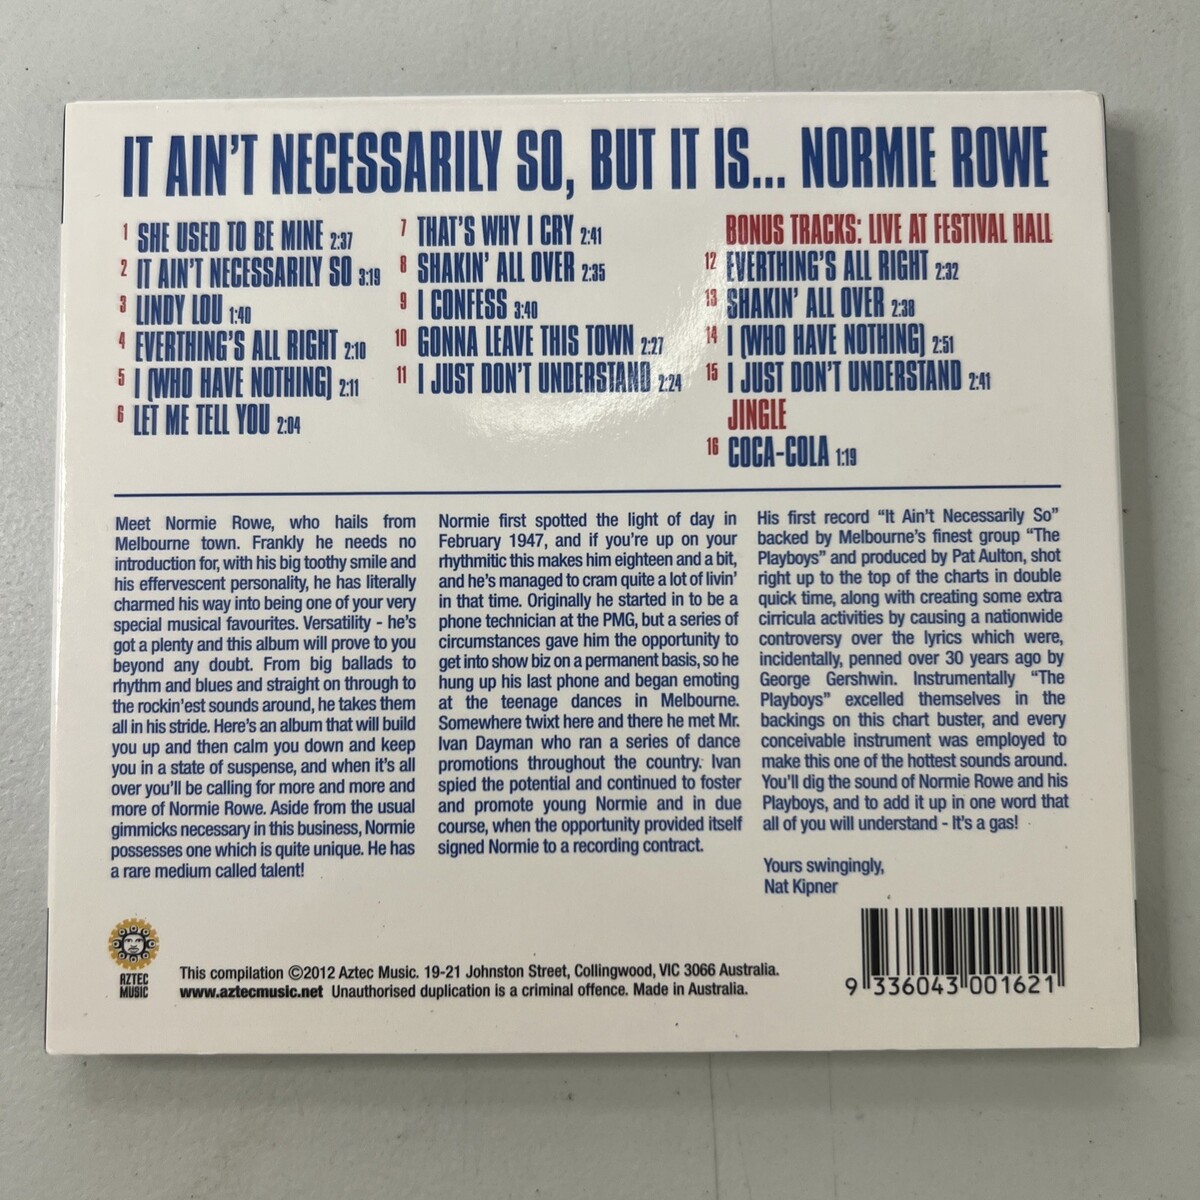 IT AIN'T NECESSARILY SO, BUT IT IS... NORMIE ROWE
1 SHE USED TO BE MINE 2:37
2 IT AIN'T NECESSARILY SO 3:19
3 LINDY LOU 1:40
4 EVERTHING'S ALL RIGHT 2:10
5 I (WHO HAVE NOTHING) 2:11
6 LET ME TELL YOU 2:04
7 THAT'S WHY I CRY 2:41
8 SHAKIN' ALL OVER 2:35
9 I CONFESS 3:40
10 GONNA LEAVE THIS TOWN 2:27
11 I JUST DON'T UNDERSTAND 2:24
BONUS TRACKS: LIVE AT FESTIVAL HALL
12 EVERTHING'S ALL RIGHT 2:32
13 SHAKIN' ALL OVER 2:38
14 I (WHO HAVE NOTHING) 2:51
15 I JUST DON'T UNDERSTAND 2:41
JINGLE
16 COCA-COLA 1:19
Meet Normie Rowe, who hails from
Melbourne town. Frankly he needs no
introduction for, with his big toothy smile and
his effervescent personality, he has literally
charmed his way into being one of your very
special musical favourites. Versatility - he's
got a plenty and this album will prove to you
beyond any doubt. From big ballads to
rhythm and blues and straight on through to
the rockin'est sounds around, he takes them
all in his stride. Here's an album that will build
you up and then calm you down and keep
you in a state of suspense, and when it's all
over you'll be calling for more and more and
more of Normie Rowe. Aside from the usual
gimmicks necessary in this business, Normie
possesses one which is quite unique. He has
a rare medium called talent!
Normie first spotted the light of day in
February 1947, and if you're up on your
rhythmitic this makes him eighteen and a bit,
and he's managed to cram quite a lot of livin'
in that time. Originally he started in to be a
phone technician at the PMG, but a series of
circumstances gave him the opportunity to
get into show biz on a permanent basis, so he
hung up his last phone and began emoting
at the teenage dances in Melbourne.
Somewhere twixt here and there he met Mr.
Ivan Dayman who ran a series of dance
promotions throughout the country. Ivan
spied the potential and continued to foster
and promote young Normie and in due
course, when the opportunity provided itself
signed Normie to a recording contract.
His first record “It Ain't Necessarily So”
backed by Melbourne's finest group “The
Playboys” and produced by Pat Aulton, shot
right up to the top of the charts in double
quick time, along with creating some extra
cirricula activities by causing a nationwide
controversy over the lyrics which were,
incidentally, penned over 30 years ago by
George Gershwin. Instrumentally “The
Playboys” excelled themselves in the
backings on this chart buster, and every
conceivable instrument was employed to
make this one of the hottest sounds around.
You'll dig the sound of Normie Rowe and his
Playboys, and to add it up in one word that
all of you will understand - It's a gas!
Yours swingingly,
Nat Kipner
AZTEC
MUSIC
This compilation ©2012 Aztec Music. 19-21 Johnston Street, Collingwood, VIC 3066 Australia.
www.aztecmusic.net Unauthorised duplication is a criminal offence. Made in Australia.
9 336043 001621